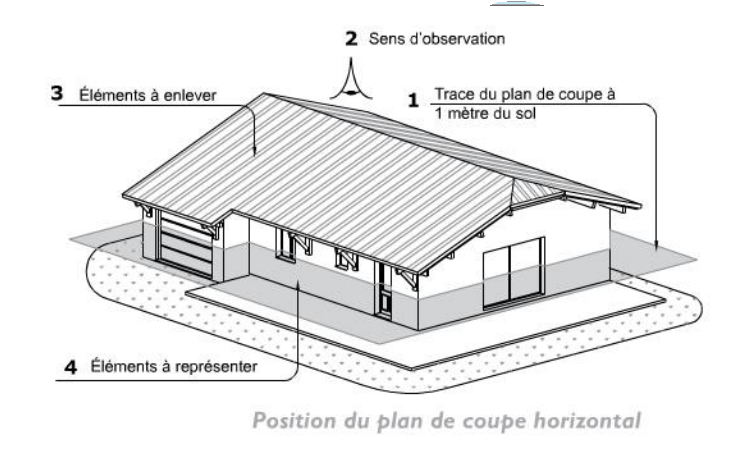 2 Sens d'observation
3 Éléments à enlever
1 Trace du plan de coupe à
1 mètre du sol
4 Éléments à représenter
Position du plan de coupe horizontal